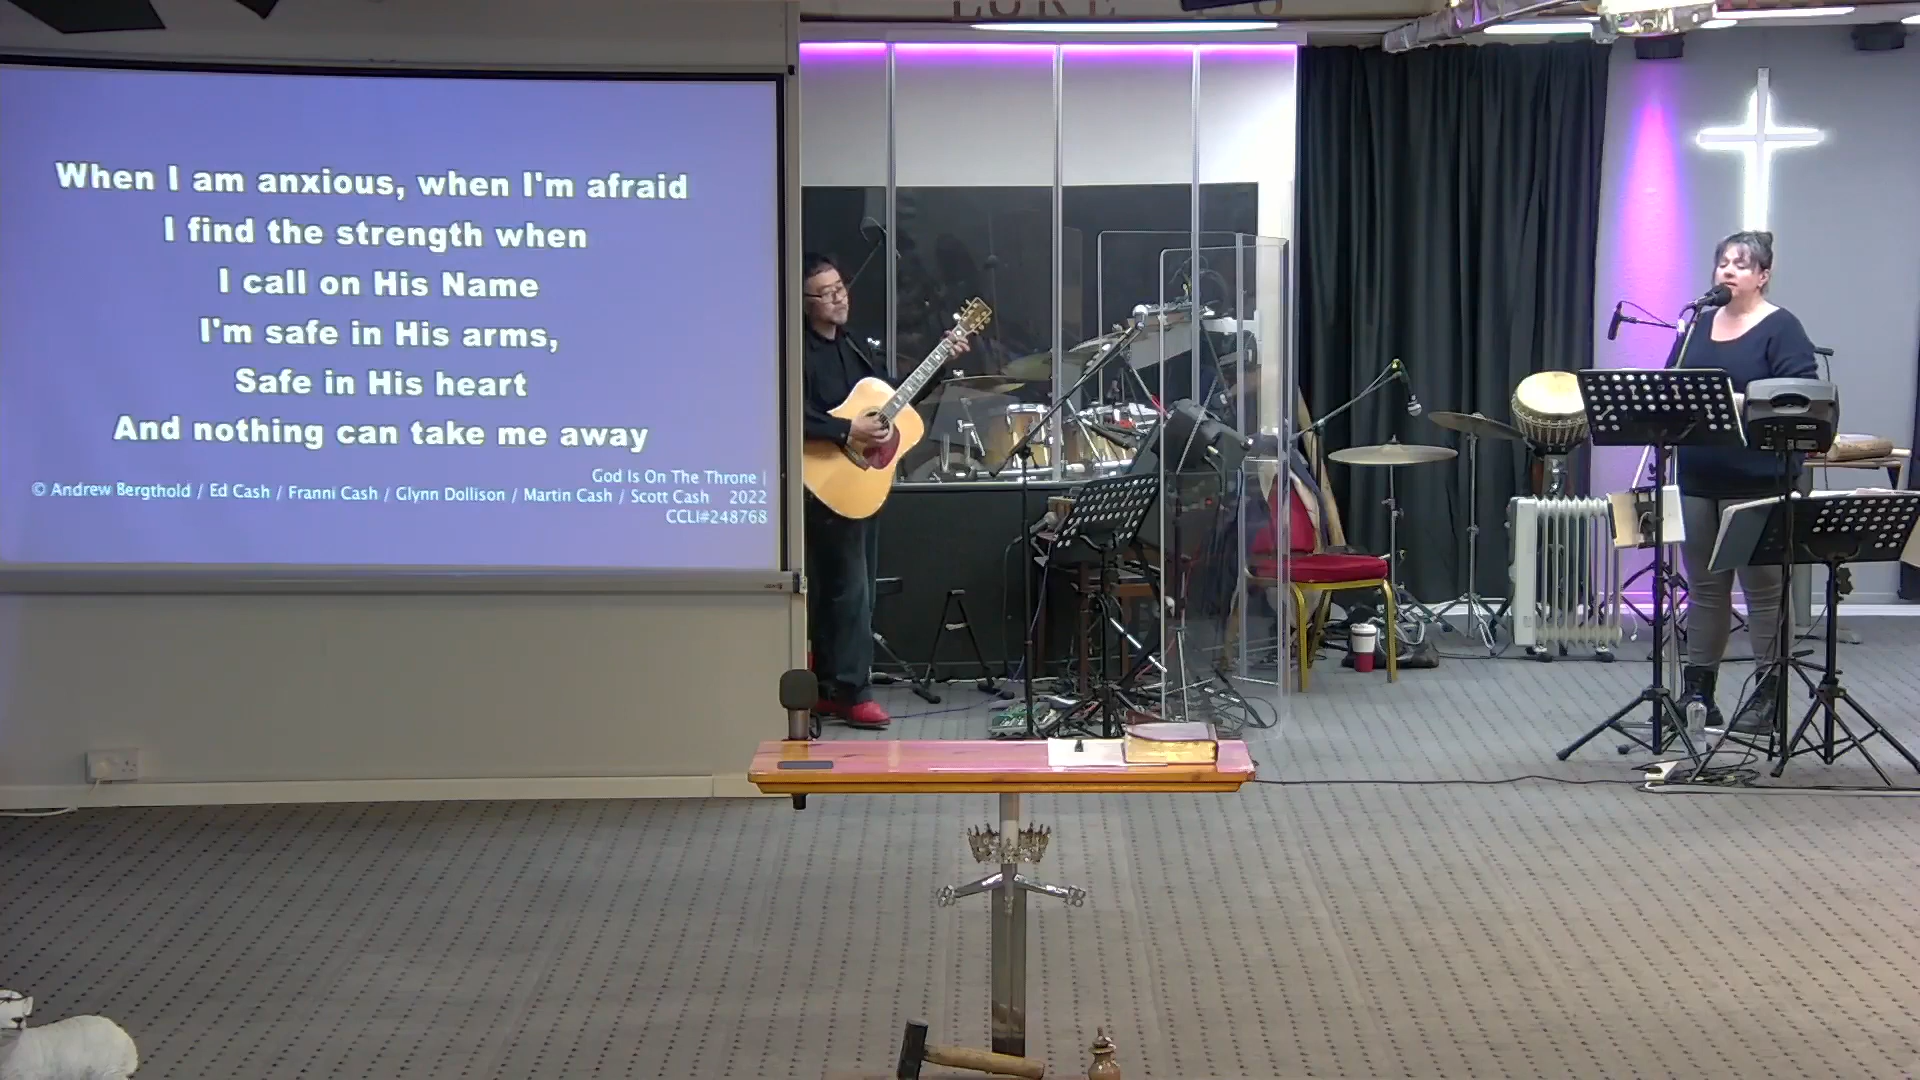 LUKE
When I am anxious, when I'm afraid
I find the strength when
I call on His Name
I'm safe in His arms,
Safe in His heart
And nothing can take me away
God Is On The Throne |
© Andrew Bergthold / Ed Cash / Franni Cash / Glynn Dollison / Martin Cash / Scott Cash 2022
CCLI#248768